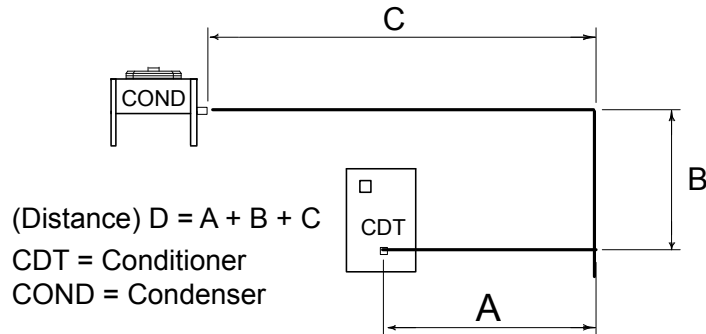 C
COND
B
CDT
(Distance) D = A + B + C
CDT = Conditioner
COND = Condenser
A